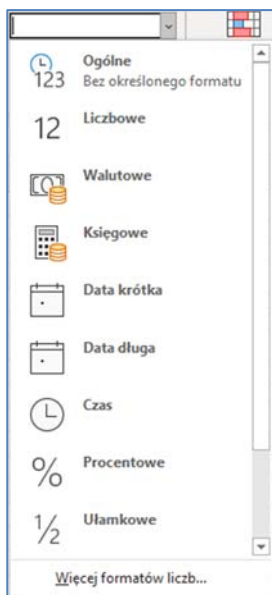 Ogólne
123 Bez określonego formatu
12 Liczbowe
Walutowe
Księgowe
Data krótka
Data długa
Czas
% Procentowe
½ Ułamkowe
Więcej formatów liczb...